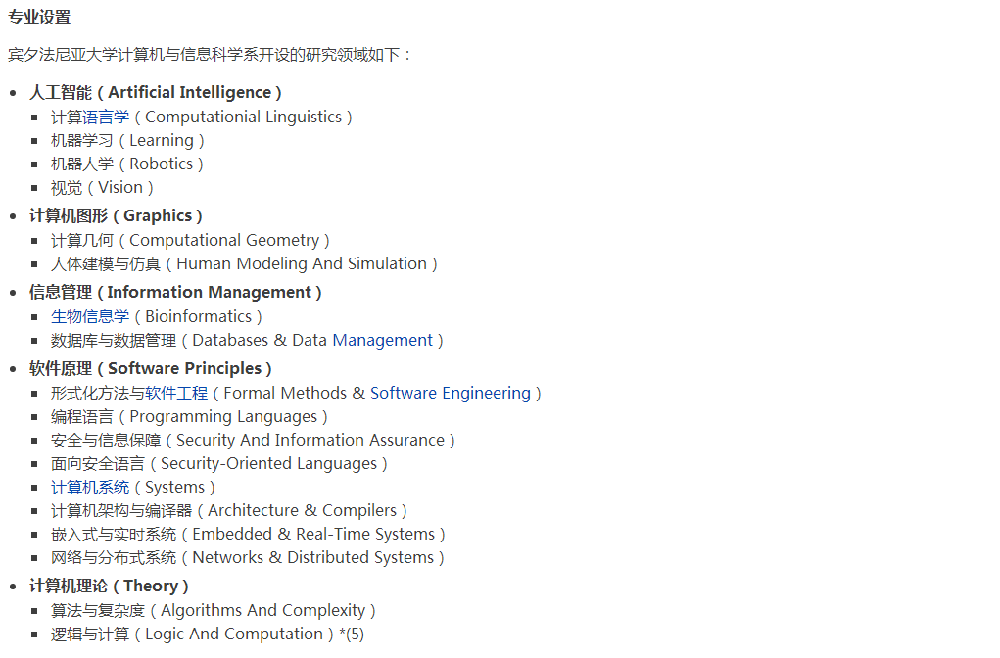 专业设置
宾夕法尼亚大学计算机与信息科学系开设的研究领域如下：
人工智能（Artificial Intelligence）
计算语言学（Computationial Linguistics）
机器学习（Learning）
机器人学（Robotics）
视觉（Vision）
计算机图形（Graphics）
计算几何（Computational Geometry）
人体建模与仿真（Human Modeling And Simulation）
信息管理（Information Management）
生物信息学（Bioinformatics）
数据库与数据管理（Databases & Data Management）
软件原理（Software Principles）
形式化方法与软件工程（Formal Methods & Software Engineering）
编程语言（Programming Languages）
安全与信息保障（Security And Information Assurance）
面向安全语言（Security-Oriented Languages）
计算机系统（Systems）
计算机架构与编译器（Architecture & Compilers）
嵌入式与实时系统（Embedded & Real-Time Systems）
网络与分布式系统（Networks & Distributed Systems）
计算机理论（Theory）
算法与复杂度（Algorithms And Complexity）
逻辑与计算（Logic And Computation）*(5)